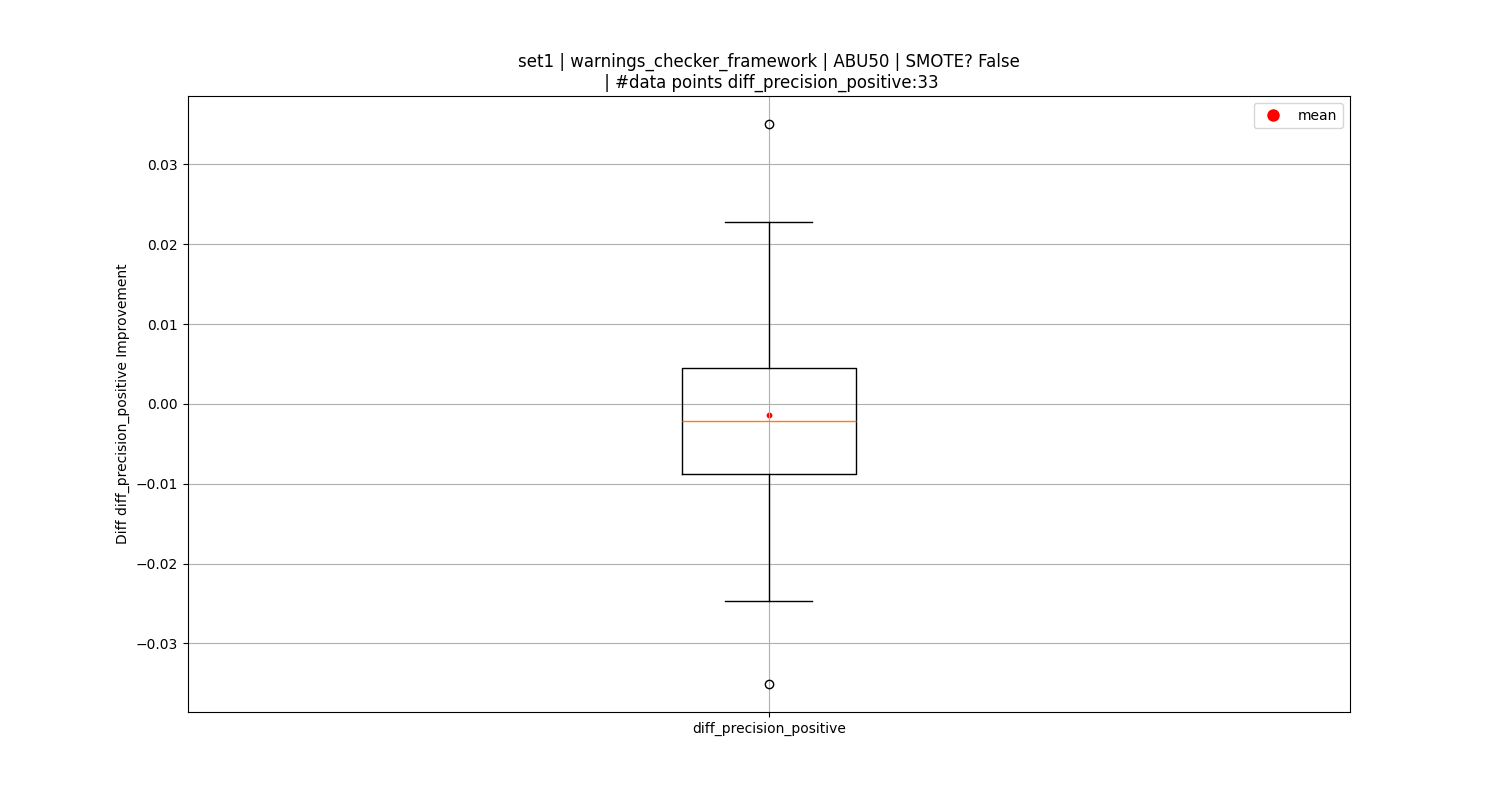 set1 | warnings_checker_framework | ABU50 | SMOTE? False
| #data points diff_precision_positive:33
mean
0.03
0.02
0.01
0.00
−0.01
−0.02
−0.03
Diff diff_precision_positive Improvement
diff_precision_positive